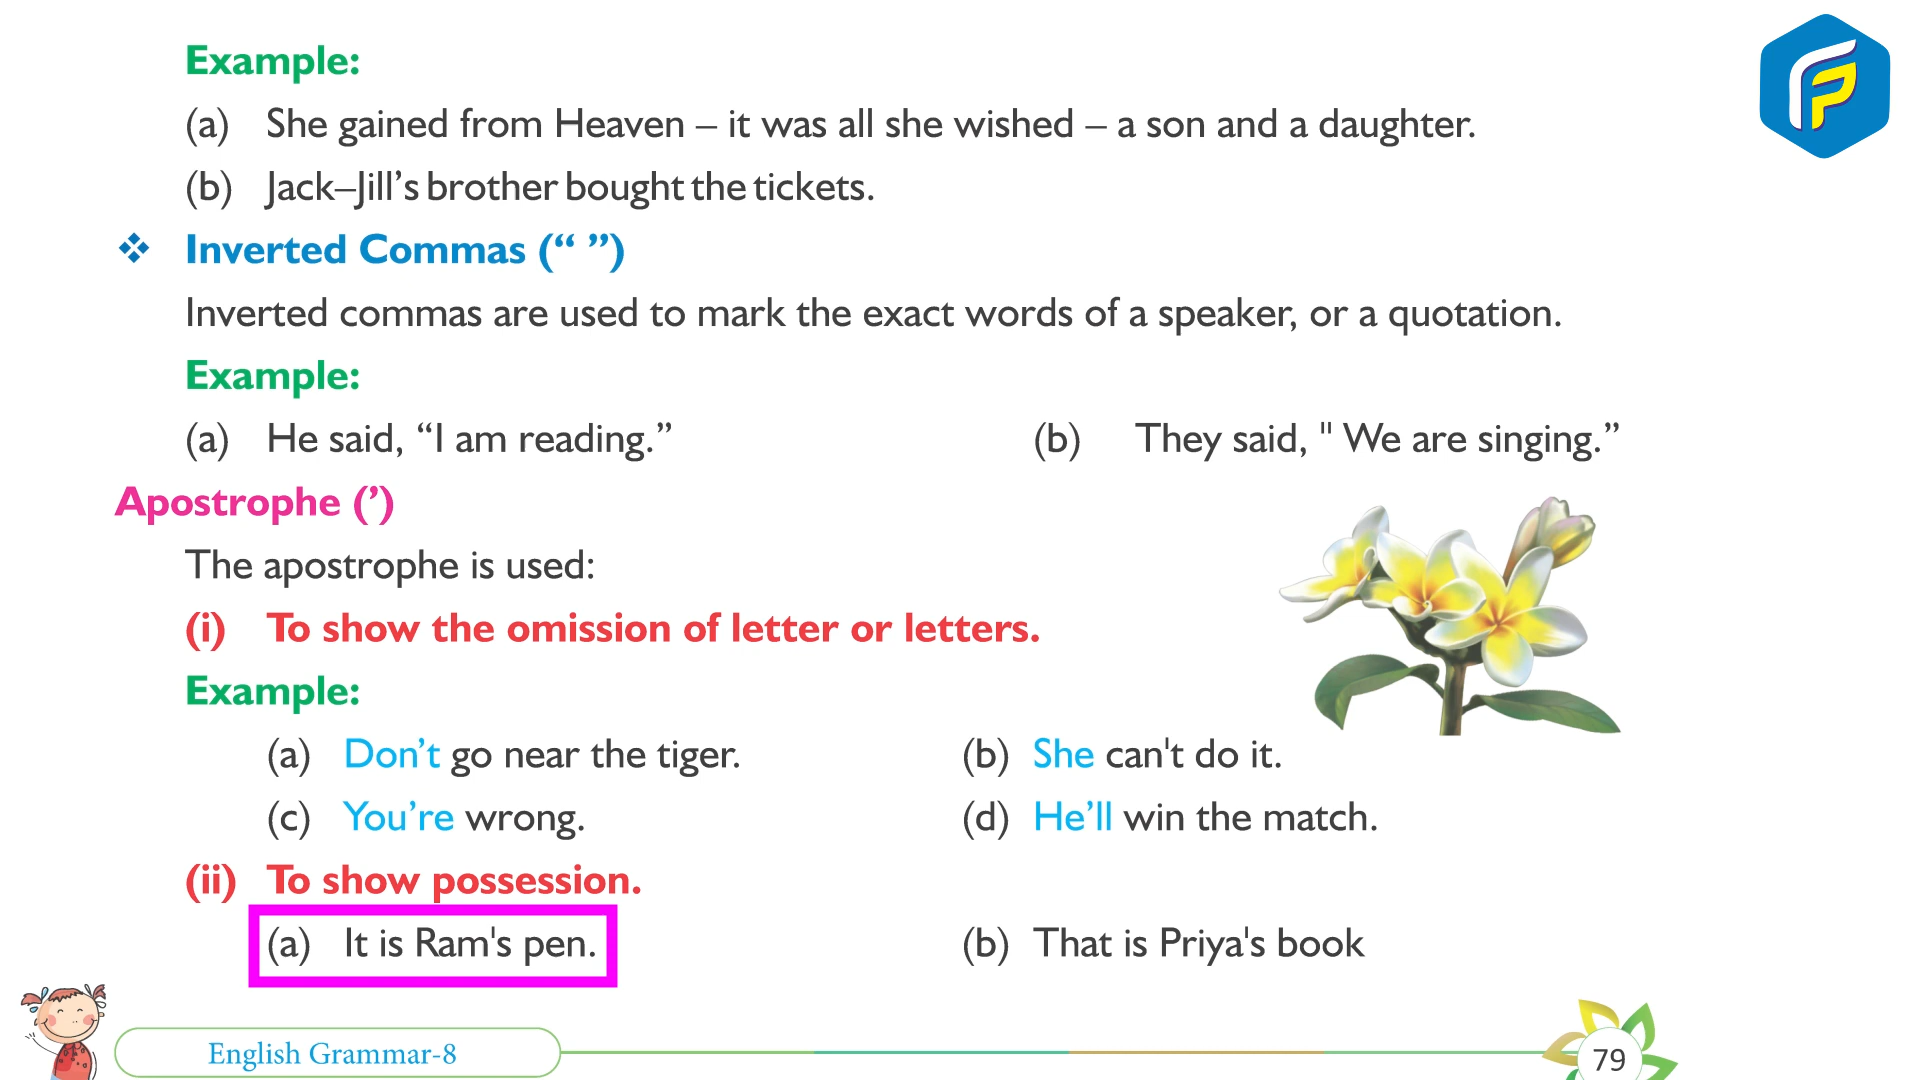 Example:
(a) She gained from Heaven – it was all she wished – a son and a daughter.
(b) Jack–Jill’s brother bought the tickets.
❖ Inverted Commas (“ ”)
Inverted commas are used to mark the exact words of a speaker, or a quotation.
Example:
(a) He said, “I am reading.” (b) They said, " We are singing.”
Apostrophe (’)
The apostrophe is used:
(i) To show the omission of letter or letters.
Example:
(a) Don’t go near the tiger. (b) She can't do it.
(c) You’re wrong. (d) He’ll win the match.
(ii) To show possession.
(a) It is Ram's pen. (b) That is Priya's book
English Grammar-8 79